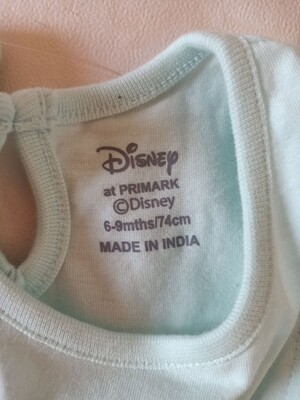 Disney
at PRIMARK
©Disney
6-9mths/74cm
MADE IN INDIA